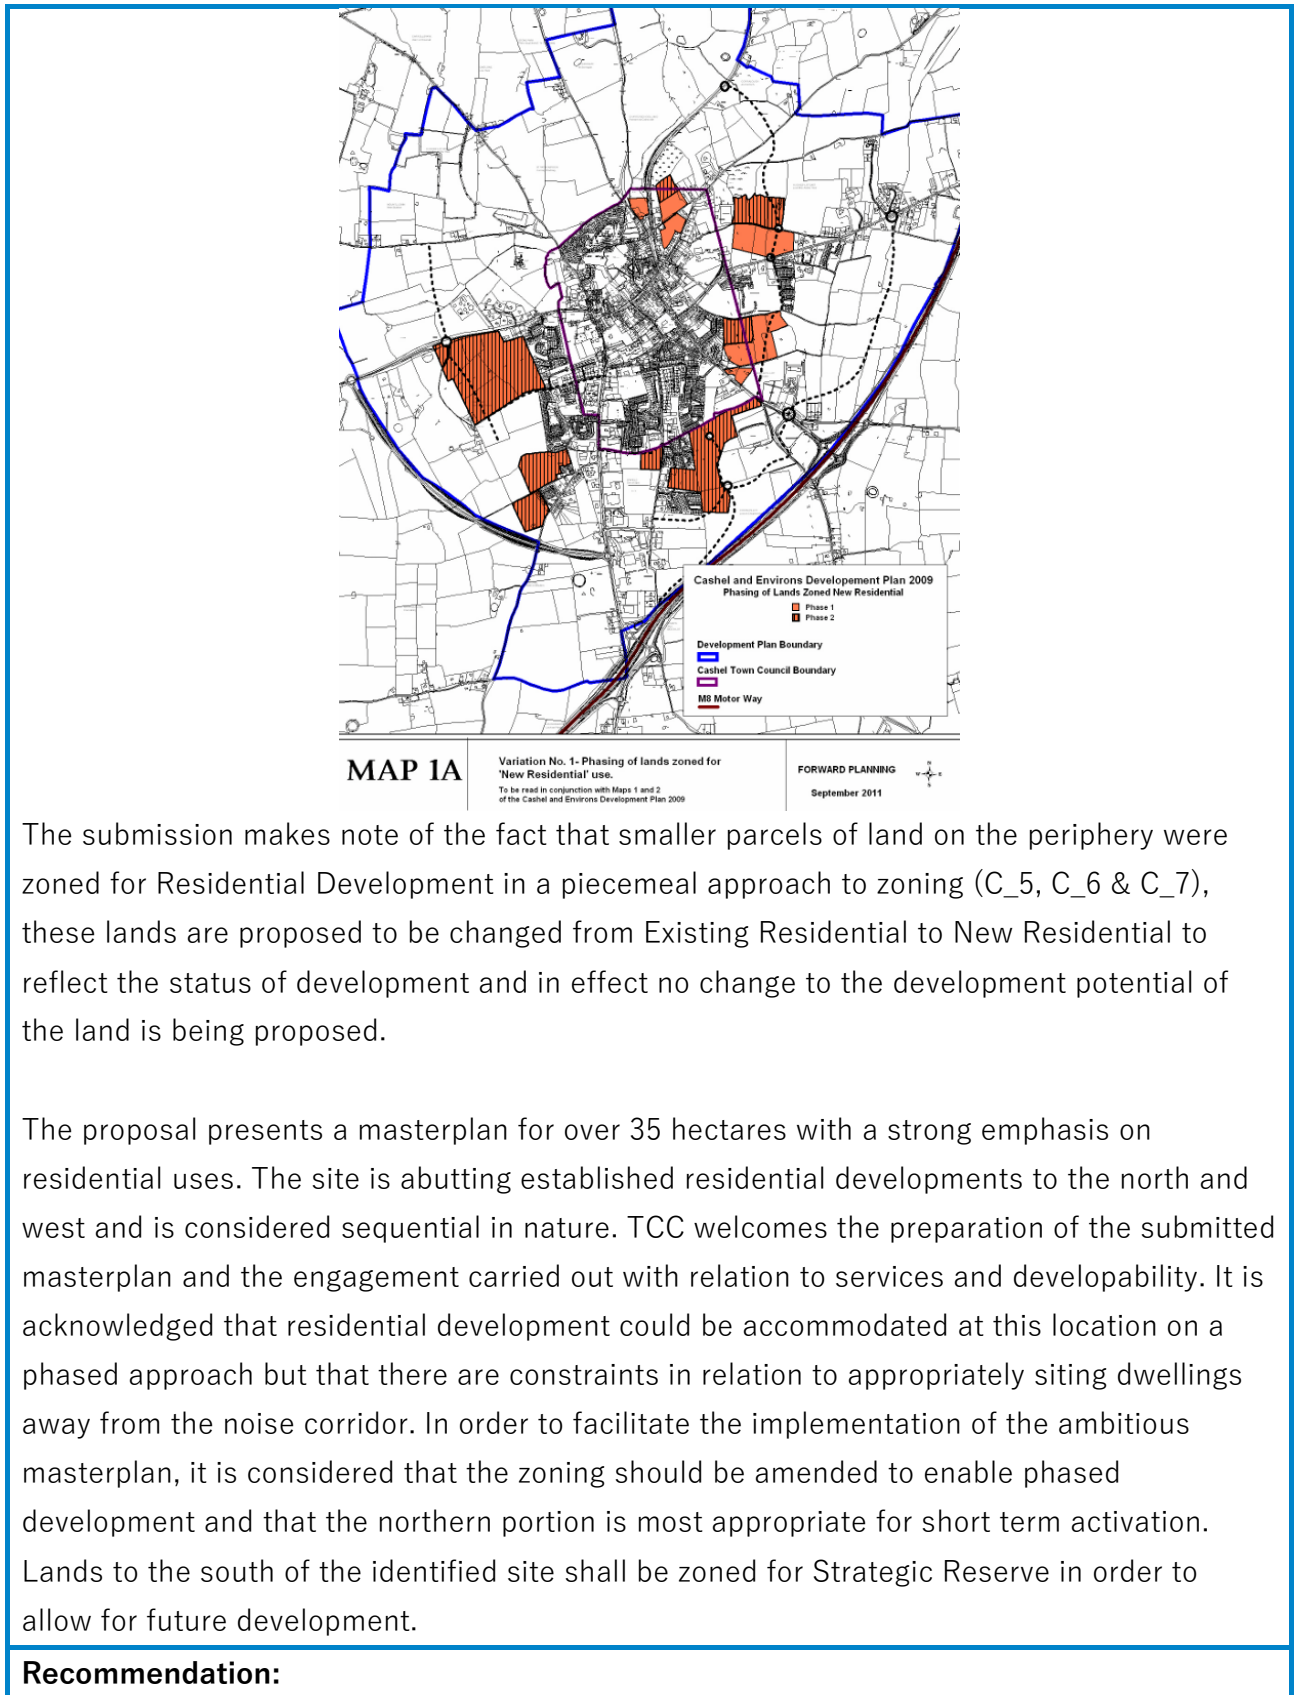 Cashel and Environs Developement Plan 2009
Phasing of Lands Zoned New Residential
Phase 1
Phase 2
Development Plan Boundary
Cashel Town Council Boundary
M8 Motor Way
MAP 1A
Variation No. 1- Phasing of lands zoned for
'New Residential' use.
To be read in conjunction with Maps 1 and 2
of the Cashel and Environs Development Plan 2009
FORWARD PLANNING
September 2011
N
W
E
S
The submission makes note of the fact that smaller parcels of land on the periphery were
zoned for Residential Development in a piecemeal approach to zoning (C_5, C_6 & C_7),
these lands are proposed to be changed from Existing Residential to New Residential to
reflect the status of development and in effect no change to the development potential of
the land is being proposed.
The proposal presents a masterplan for over 35 hectares with a strong emphasis on
residential uses. The site is abutting established residential developments to the north and
west and is considered sequential in nature. TCC welcomes the preparation of the submitted
masterplan and the engagement carried out with relation to services and developability. It is
acknowledged that residential development could be accommodated at this location on a
phased approach but that there are constraints in relation to appropriately siting dwellings
away from the noise corridor. In order to facilitate the implementation of the ambitious
masterplan, it is considered that the zoning should be amended to enable phased
development and that the northern portion is most appropriate for short term activation.
Lands to the south of the identified site shall be zoned for Strategic Reserve in order to
allow for future development.
Recommendation: